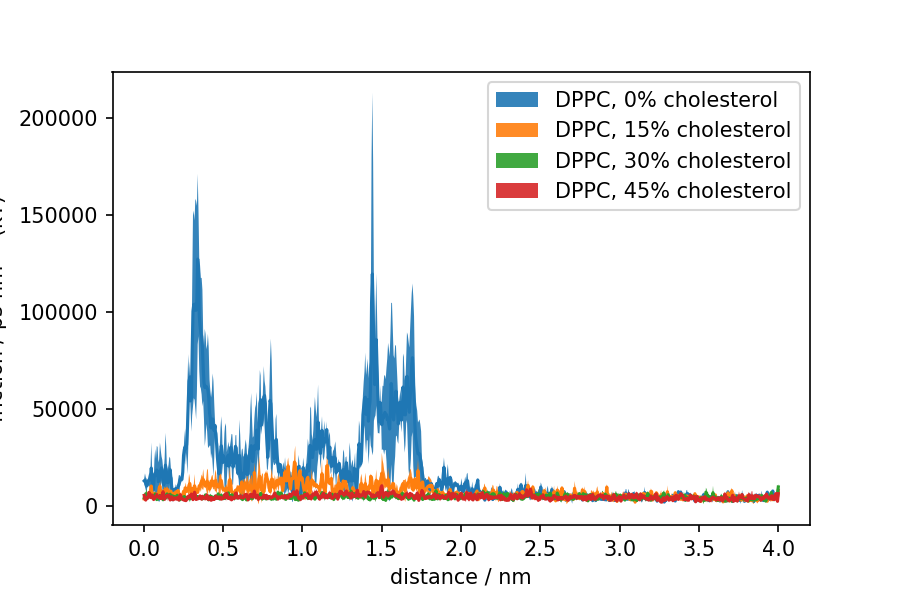 DPPC, 0% cholesterol
DPPC, 15% cholesterol
DPPC, 30% cholesterol
DPPC, 45% cholesterol
200000
150000
100000
50000
0
0.0 0.5 1.0 1.5 2.0 2.5 3.0 3.5 4.0
distance / nm